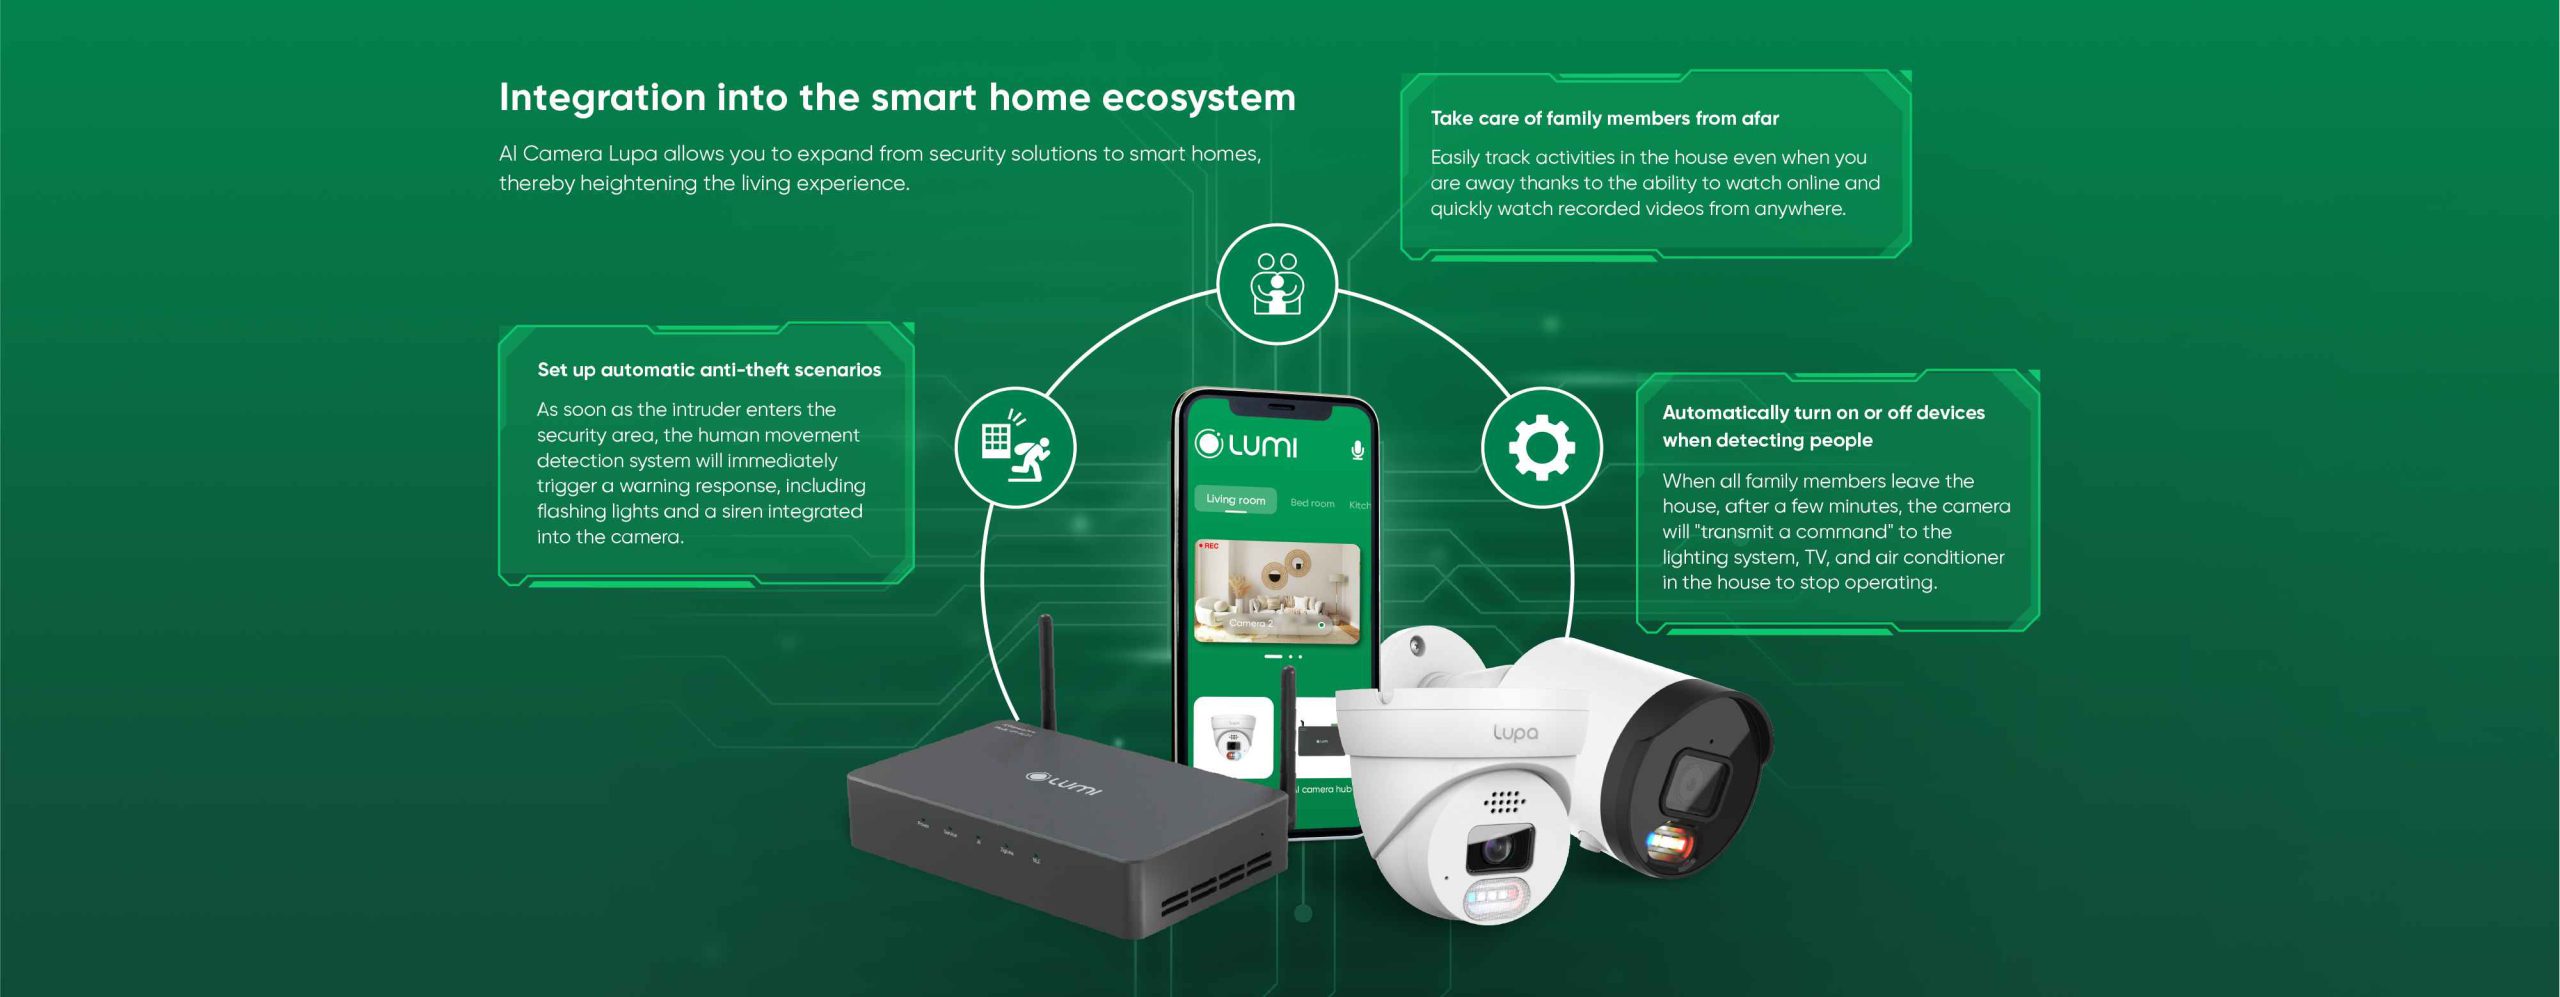 Integration into the smart home ecosystem
AI Camera Lupa allows you to expand from security solutions to smart homes,
thereby heightening the living experience.
Take care of family members from afar
Easily track activities in the house even when you
are away thanks to the ability to watch online and
quickly watch recorded videos from anywhere.
Set up automatic anti-theft scenarios
As soon as the intruder enters the
security area, the human movement
detection system will immediately
trigger a warning response, including
flashing lights and a siren integrated
into the camera.
Automatically turn on or off devices
when detecting people
When all family members leave the
house, after a few minutes, the camera
will "transmit a command" to the
lighting system, TV, and air conditioner
in the house to stop operating.
LUMI
Living room
Bed room
Kitch
REC
Camera 2
camera hub
LUMI
Lupa